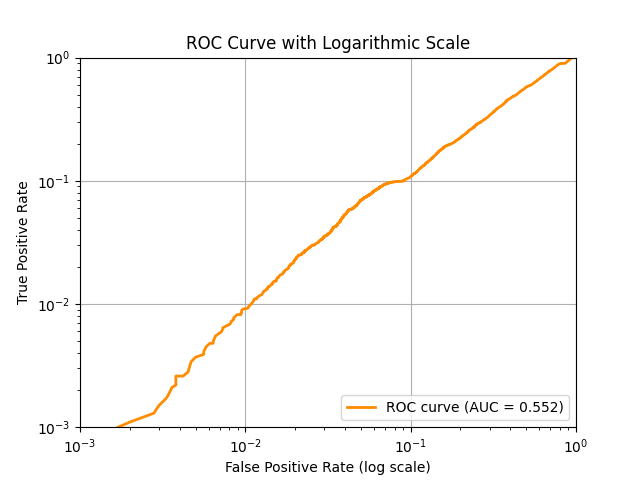 ROC Curve with Logarithmic Scale
True Positive Rate
10⁰
10⁻¹
10⁻²
10⁻³
ROC curve (AUC = 0.552)
10⁻³ 10⁻² 10⁻¹ 10⁰
False Positive Rate (log scale)